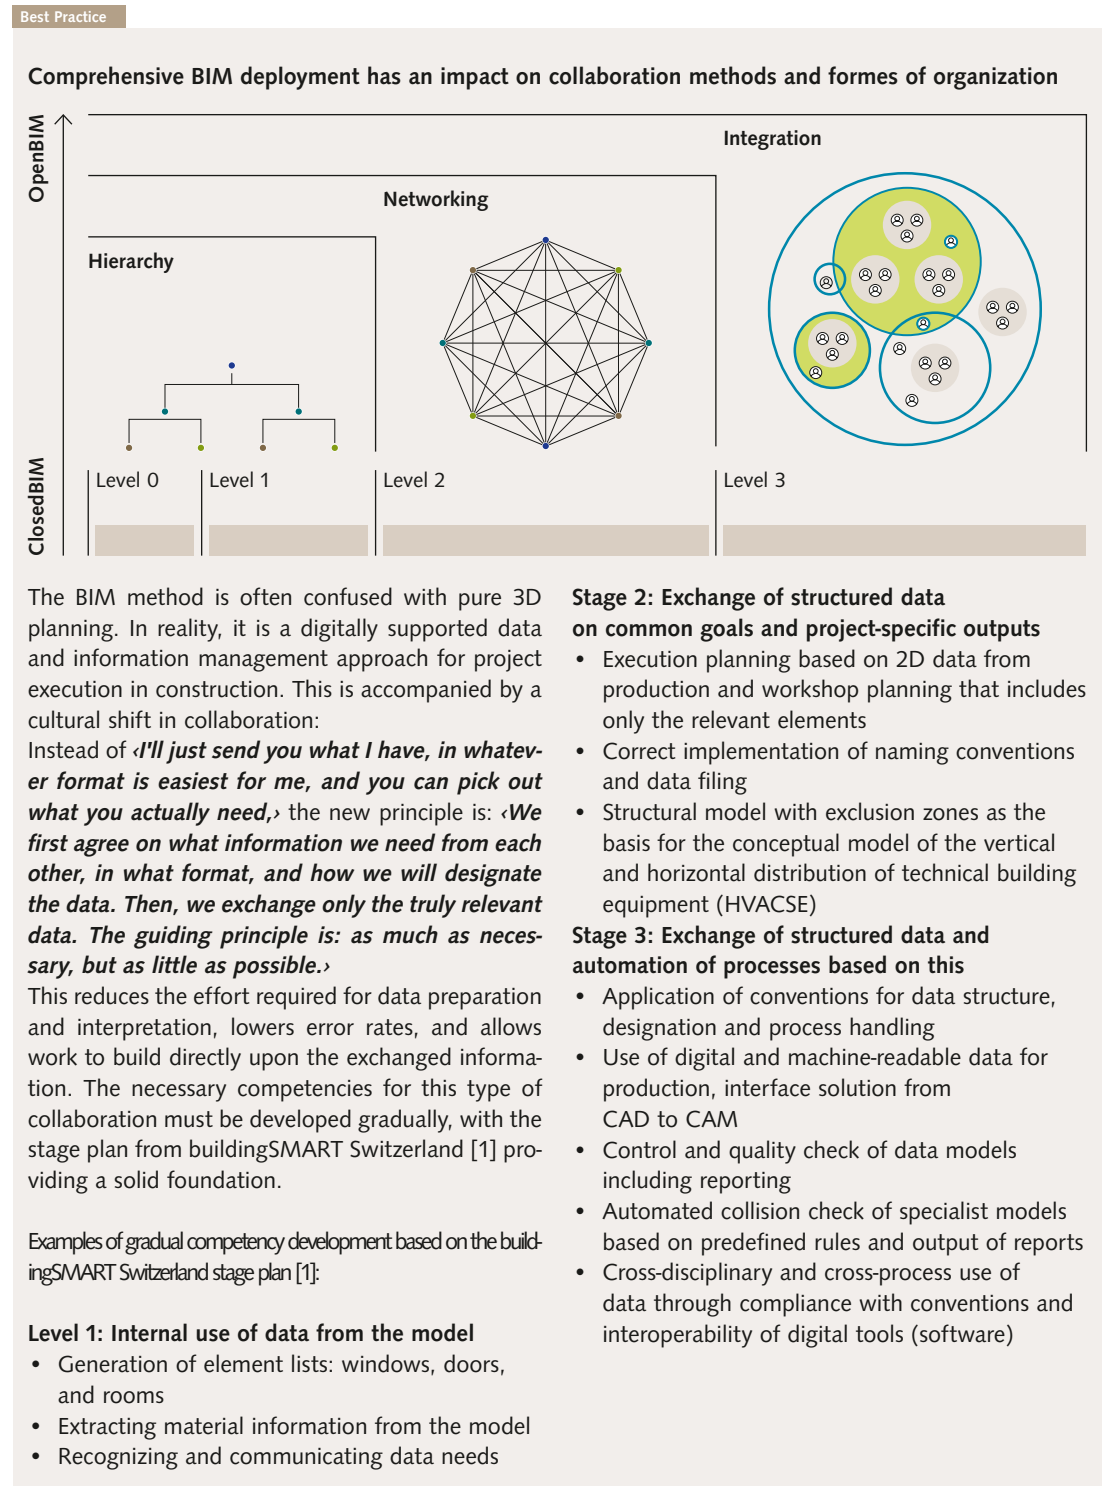 Best Practice
Comprehensive BIM deployment has an impact on collaboration methods and formes of organization
OpenBIM
ClosedBIM
Hierarchy
Networking
Integration
Level 0
Level 1
Level 2
Level 3
The BIM method is often confused with pure 3D
planning. In reality, it is a digitally supported data
and information management approach for project
execution in construction. This is accompanied by a
cultural shift in collaboration:
Instead of ‹I'll just send you what I have, in whatev-
er format is easiest for me, and you can pick out
what you actually need,› the new principle is: ‹We
first agree on what information we need from each
other, in what format, and how we will designate
the data. Then, we exchange only the truly relevant
data. The guiding principle is: as much as neces-
sary, but as little as possible.›
This reduces the effort required for data preparation
and interpretation, lowers error rates, and allows
work to build directly upon the exchanged informa-
tion. The necessary competencies for this type of
collaboration must be developed gradually, with the
stage plan from buildingSMART Switzerland [1] pro-
viding a solid foundation.
Examples of gradual competency development based on the build-
ingSMART Switzerland stage plan [1]:
Level 1: Internal use of data from the model
• Generation of element lists: windows, doors,
and rooms
• Extracting material information from the model
• Recognizing and communicating data needs
Stage 2: Exchange of structured data
on common goals and project-specific outputs
• Execution planning based on 2D data from
production and workshop planning that includes
only the relevant elements
• Correct implementation of naming conventions
and data filing
• Structural model with exclusion zones as the
basis for the conceptual model of the vertical
and horizontal distribution of technical building
equipment (HVACSE)
Stage 3: Exchange of structured data and
automation of processes based on this
• Application of conventions for data structure,
designation and process handling
• Use of digital and machine-readable data for
production, interface solution from
CAD to CAM
• Control and quality check of data models
including reporting
• Automated collision check of specialist models
based on predefined rules and output of reports
• Cross-disciplinary and cross-process use of
data through compliance with conventions and
interoperability of digital tools (software)